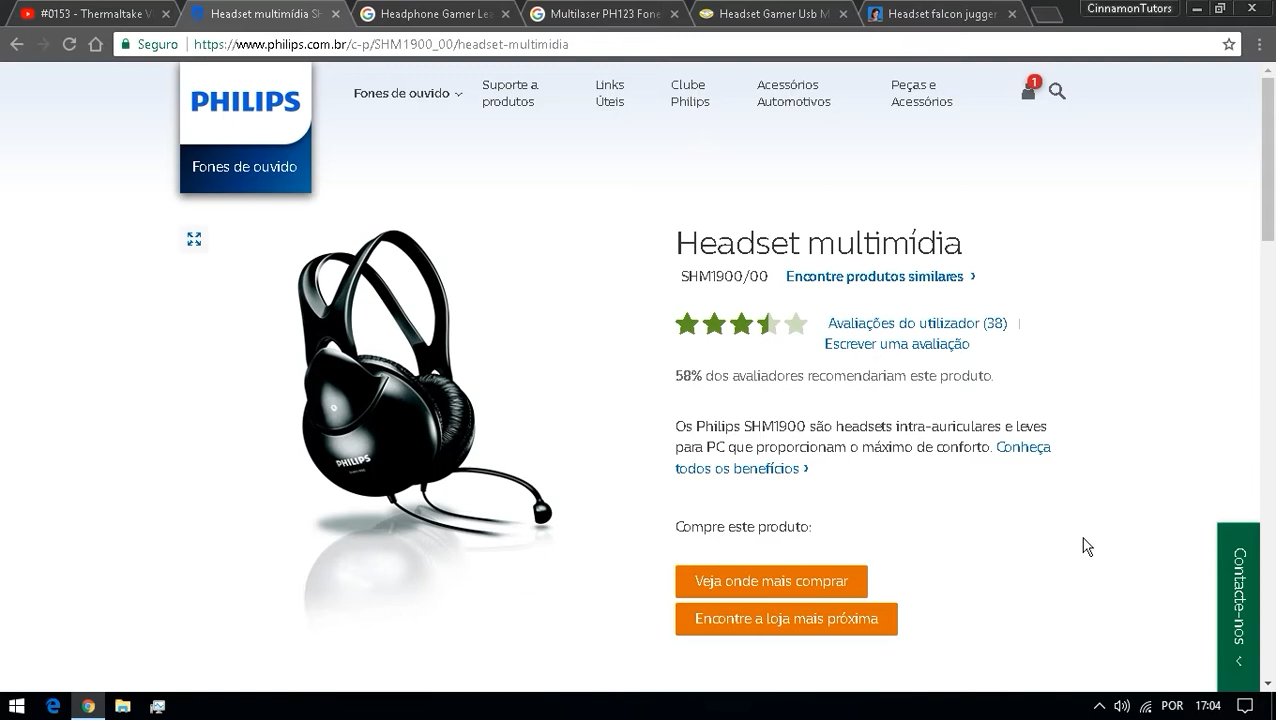 #0153 - Thermaltake V
Headset multimídia SH
Headphone Gamer Le
Multilaser PH123 Fone
Headset Gamer Usb M
Headset falcon jugger
CinnamonTutors
Seguro
https://www.philips.com.br/c-p/SHM1900_00/headset-multimidia
PHILIPS
Fones de ouvido
Fones de ouvido
Suporte a
produtos
Links
Úteis
Clube
Philips
Acessórios
Automotivos
Peças e
Acessórios
1
Headset multimídia
SHM1900/00 Encontre produtos similares ›
Avaliações do utilizador (38) |
Escrever uma avaliação
58% dos avaliadores recomendariam este produto.
Os Philips SHM1900 são headsets intra-auriculares e leves
para PC que proporcionam o máximo de conforto. Conheça
todos os benefícios ›
PHILIPS
Compre este produto:
Veja onde mais comprar
Encontre a loja mais próxima
Contacte-nos
POR 17:04